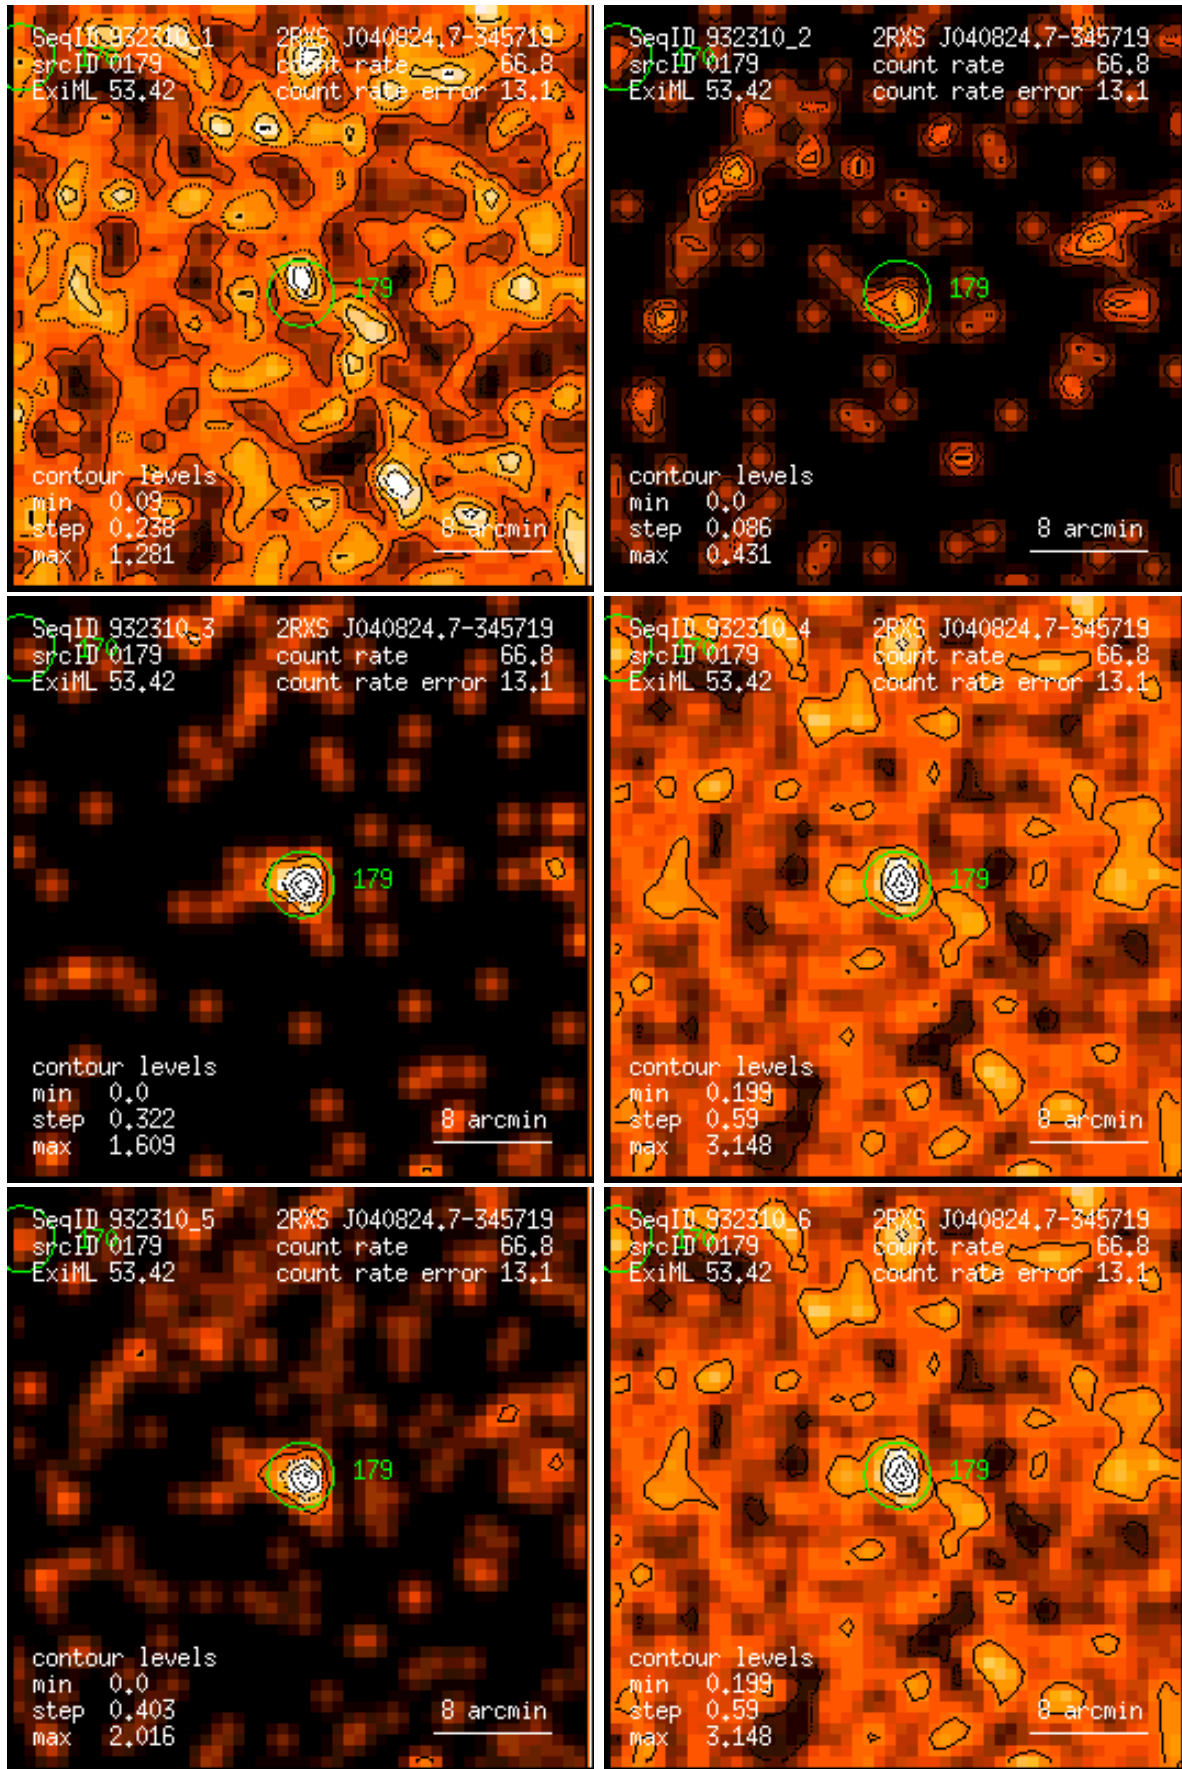 SeqID 932310_1 2RXS J040824.7-345719
170
srcID 0179 count rate 66.8
ExiML 53.42 count rate error 13.1
179
contour levels
min 0.09
step 0.238 8 arcmin
max 1.281
SeqID 932310_2 2RXS J040824.7-345719
170
srcID 0179 count rate 66.8
ExiML 53.42 count rate error 13.1
179
contour levels
min 0.0
step 0.086 8 arcmin
max 0.431
SeqID 932310_3 2RXS J040824.7-345719
170
srcID 0179 count rate 66.8
ExiML 53.42 count rate error 13.1
179
contour levels
min 0.0
step 0.322 8 arcmin
max 1.609
SeqID 932310_4 2RXS J040824.7-345719
170
srcID 0179 count rate 66.8
ExiML 53.42 count rate error 13.1
179
contour levels
min 0.199
step 0.59 8 arcmin
max 3.148
SeqID 932310_5 2RXS J040824.7-345719
170
srcID 0179 count rate 66.8
ExiML 53.42 count rate error 13.1
179
contour levels
min 0.0
step 0.403 8 arcmin
max 2.016
SeqID 932310_6 2RXS J040824.7-345719
170
srcID 0179 count rate 66.8
ExiML 53.42 count rate error 13.1
179
contour levels
min 0.199
step 0.59 8 arcmin
max 3.148